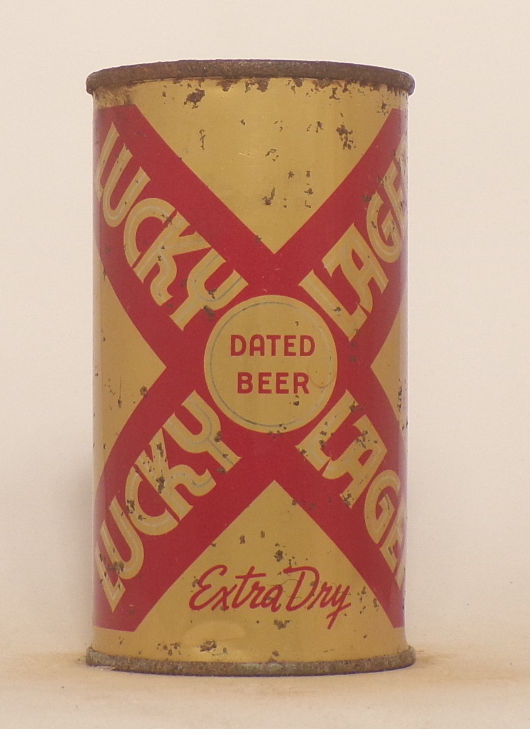 LUCKY LAGER
DATED
BEER
LUCKY LAGER
Extra Dry